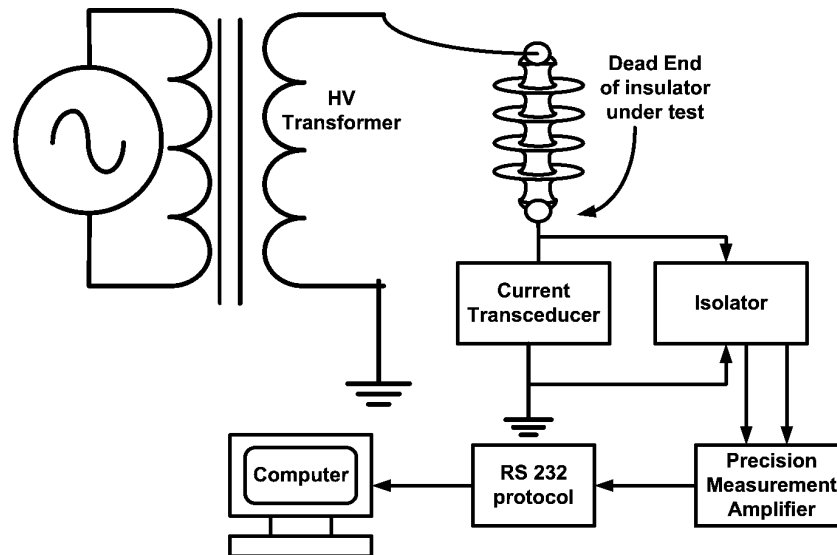 HV
Transformer
Dead End
of insulator
under test
Current
Transceducer
Isolator
Computer
RS 232
protocol
Precision
Measurement
Amplifier